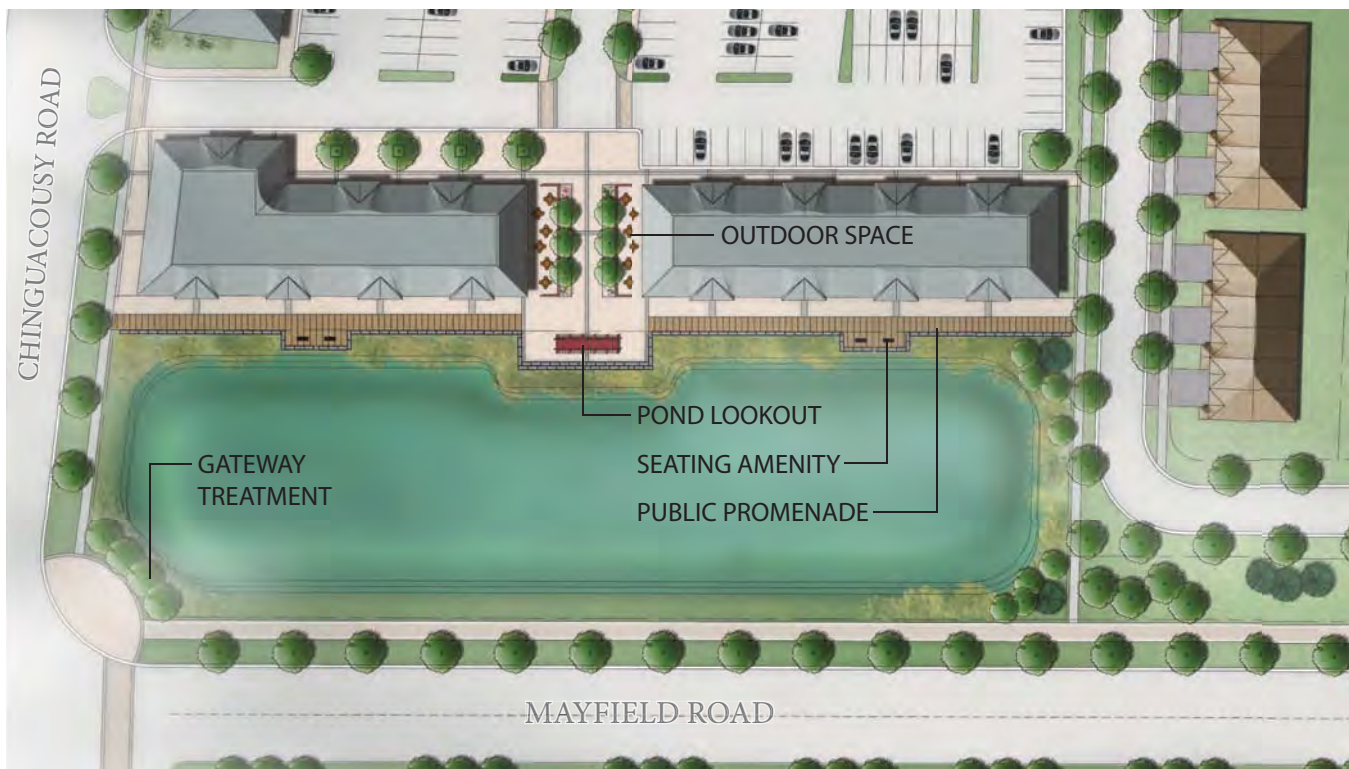 CHINGUACOUSY ROAD
OUTDOOR SPACE
POND LOOKOUT
GATEWAY
TREATMENT
SEATING AMENITY
PUBLIC PROMENADE
MAYFIELD ROAD